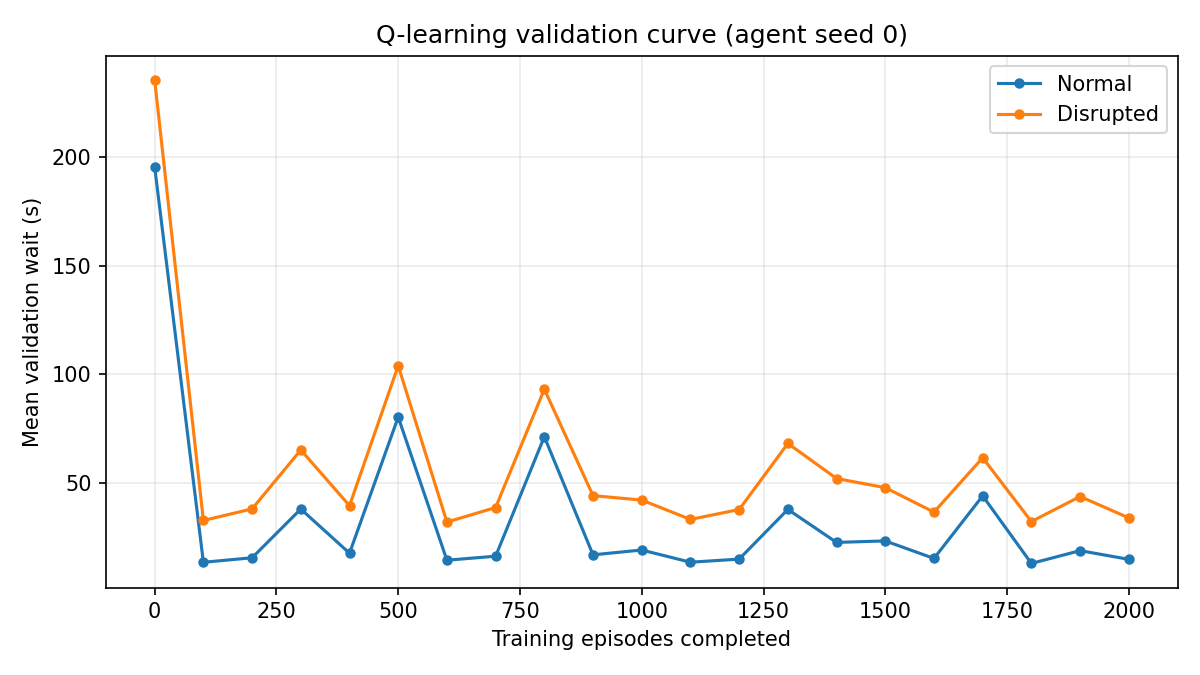 Q-learning validation curve (agent seed 0)
Normal
Disrupted
Mean validation wait (s)
200
150
100
50
0 250 500 750 1000 1250 1500 1750 2000
Training episodes completed